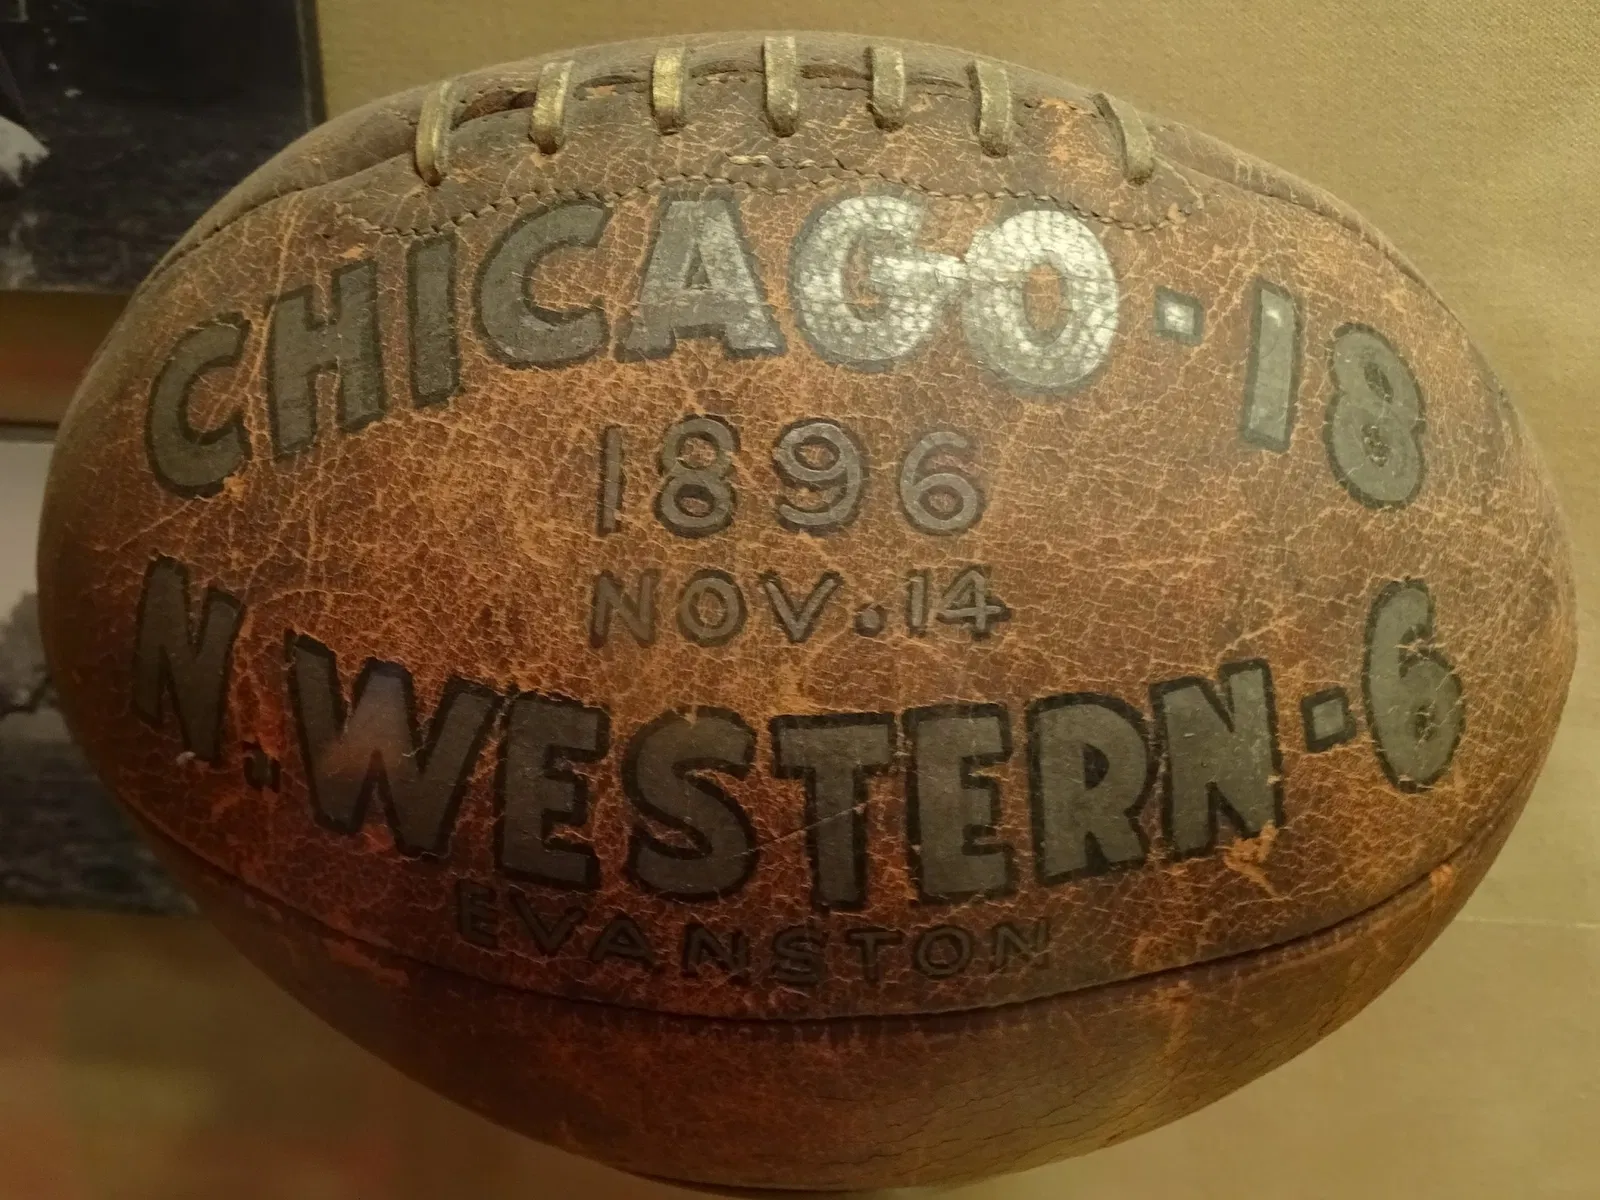 CHICAGO-18
1896
NOV.14
N.WESTERN-6
EVANSTON